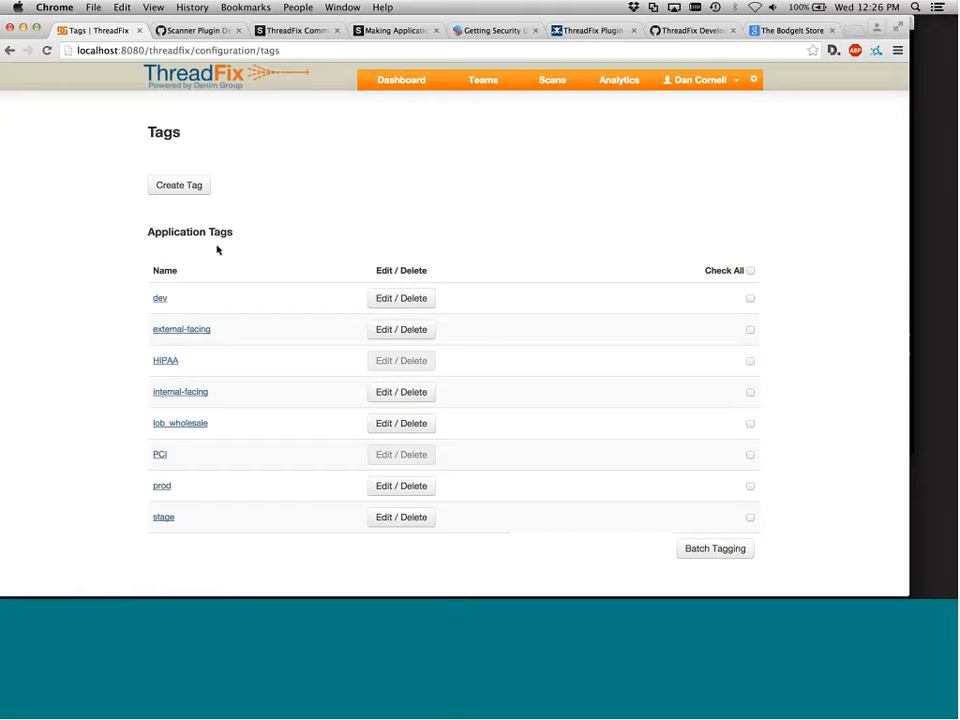 Chrome File Edit View History Bookmarks People Window Help 100% Wed 12:26 PM
Tags | ThreadFix Scanner Plugin De ThreadFix Comm Making Applicatio Getting Security ThreadFix Plugin ThreadFix Develo The BodgeIt Store
localhost:8080/threadfix/configuration/tags D. ABP
ThreadFix
Powered by Denim Group
Dashboard Teams Scans Analytics Dan Cornell
Tags
Create Tag
Application Tags
Name Edit / Delete Check All
dev Edit / Delete
external-facing Edit / Delete
HIPAA Edit / Delete
internal-facing Edit / Delete
lob_wholesale Edit / Delete
PCI Edit / Delete
prod Edit / Delete
stage Edit / Delete
Batch Tagging